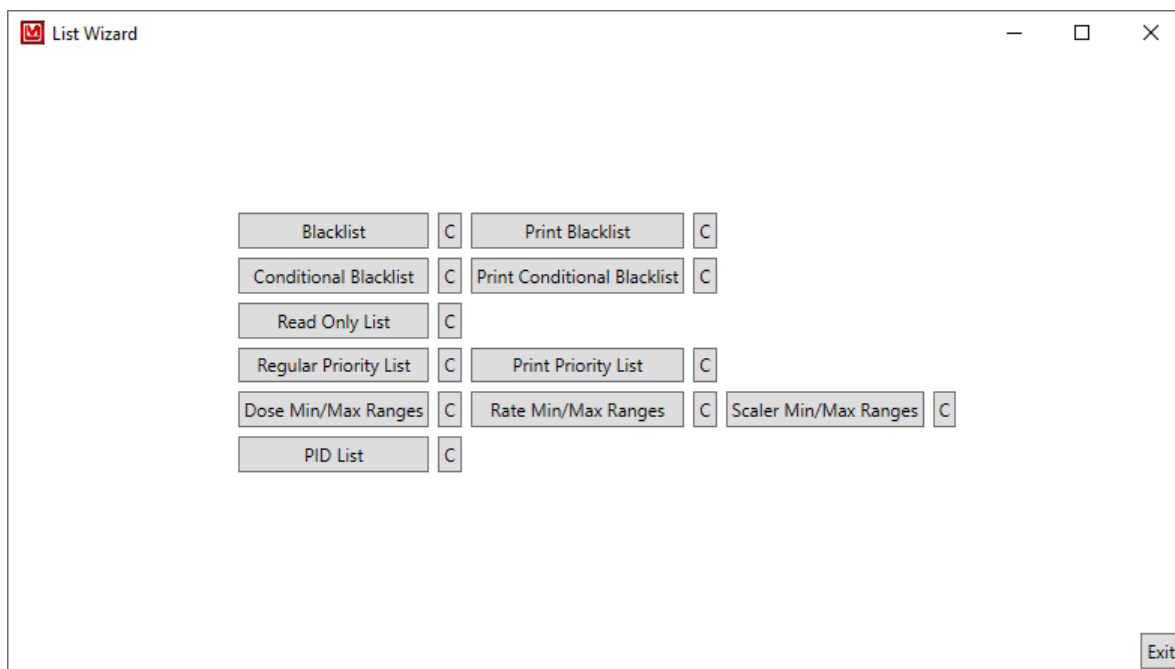 List Wizard
Blacklist C Print Blacklist C
Conditional Blacklist C Print Conditional Blacklist C
Read Only List C
Regular Priority List C Print Priority List C
Dose Min/Max Ranges C Rate Min/Max Ranges C Scaler Min/Max Ranges C
PID List C
Exit